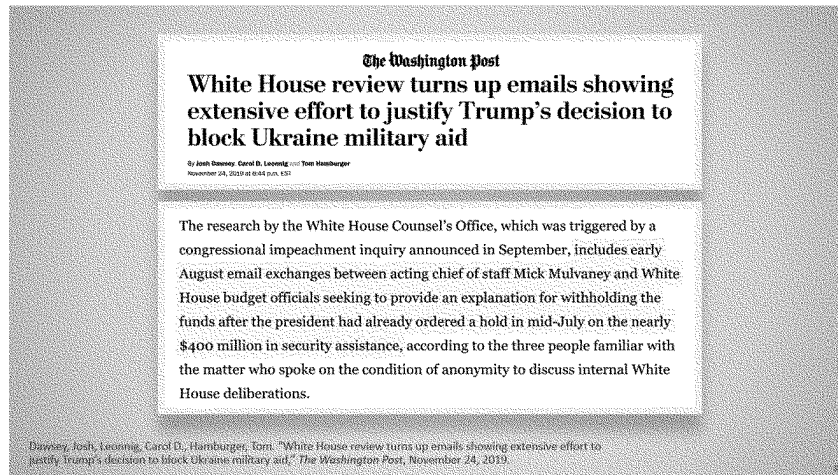 The Washington Post
White House review turns up emails showing
extensive effort to justify Trump's decision to
block Ukraine military aid
By Josh Dawsey, Carol D. Leonnig and Tom Hamburger
November 24, 2019 at 8:44 p.m. EST
The research by the White House Counsel's Office, which was triggered by a
congressional impeachment inquiry announced in September, includes early
August email exchanges between acting chief of staff Mick Mulvaney and White
House budget officials seeking to provide an explanation for withholding the
funds after the president had already ordered a hold in mid-July on the nearly
$400 million in security assistance, according to the three people familiar with
the matter who spoke on the condition of anonymity to discuss internal White
House deliberations.
Dawsey, Josh, Leonnig, Carol D., Hamburger, Tom. "White House review turns up emails showing extensive effort to
justify Trump's decision to block Ukraine military aid," The Washington Post, November 24, 2019.